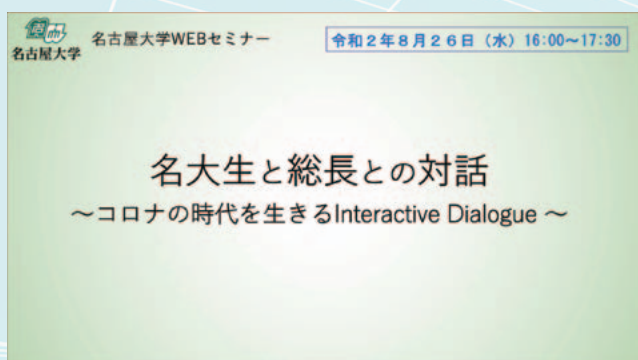 名古屋大学
名古屋大学WEBセミナー
令和2年8月26日(水)16:00~17:30
名大生と総長との対話
~コロナの時代を生きるInteractive Dialogue ~